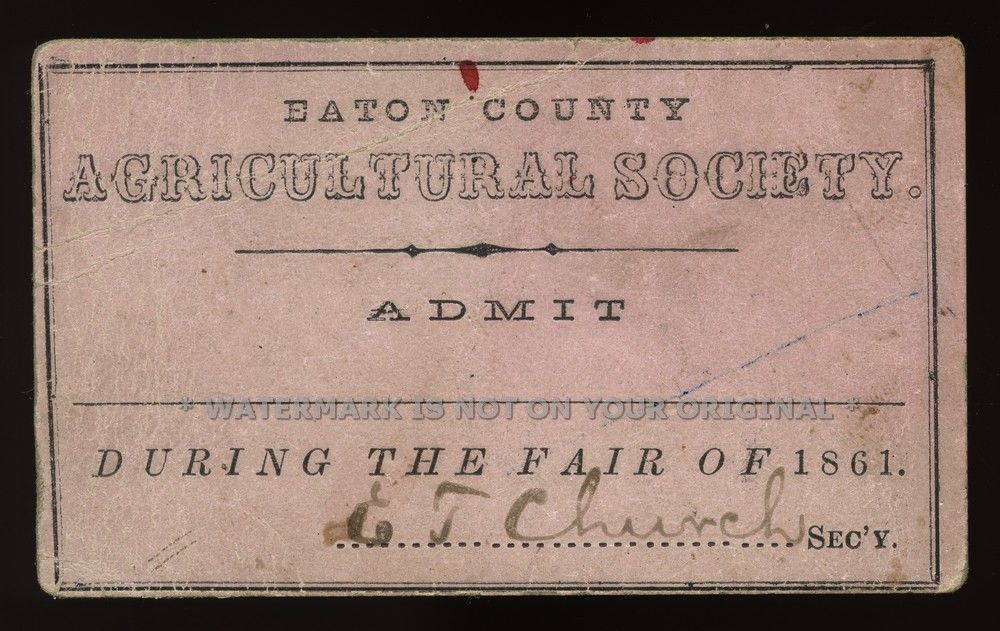 EATON COUNTY
AGRICULTURAL SOCIETY.
ADMIT
* WATERMARK IS NOT ON YOUR ORIGINAL *
DURING THE FAIR OF 1861.
E T Church SEC'Y.